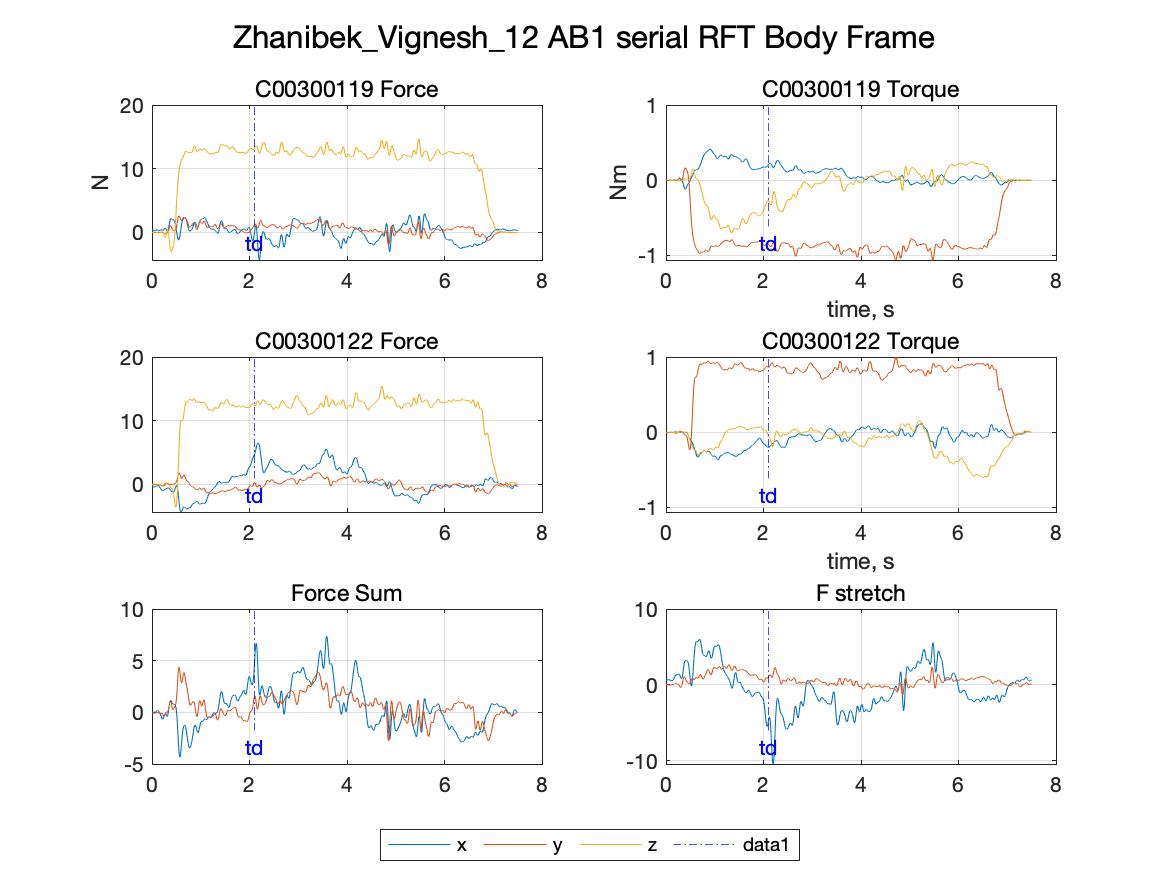 Zhanibek_Vignesh_12 AB1 serial RFT Body Frame
C00300119 Force
20
10
0
N
td
0 2 4 6 8
C00300119 Torque
1
0
-1
Nm
td
0 2 4 6 8
time, s
C00300122 Force
20
10
0
td
0 2 4 6 8
C00300122 Torque
1
0
-1
td
0 2 4 6 8
time, s
Force Sum
10
5
0
-5
td
0 2 4 6 8
F stretch
10
0
-10
td
0 2 4 6 8
x y z data1